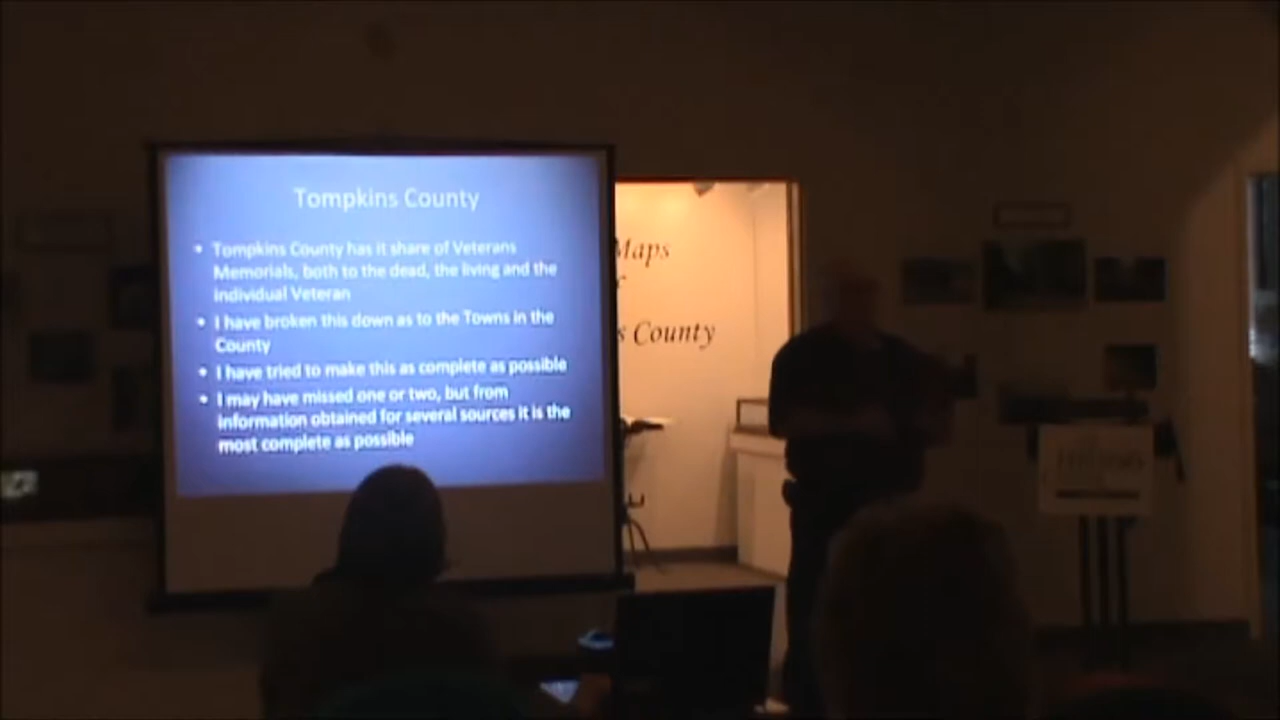 Tompkins County
• Tompkins County has it share of Veterans
Memorials, both to the dead, the living and the
Individual Veteran
• I have broken this down as to the Towns in the
County
• I have tried to make this as complete as possible
• I may have missed one or two, but from
information obtained for several sources it is the
most complete as possible
Maps
s County